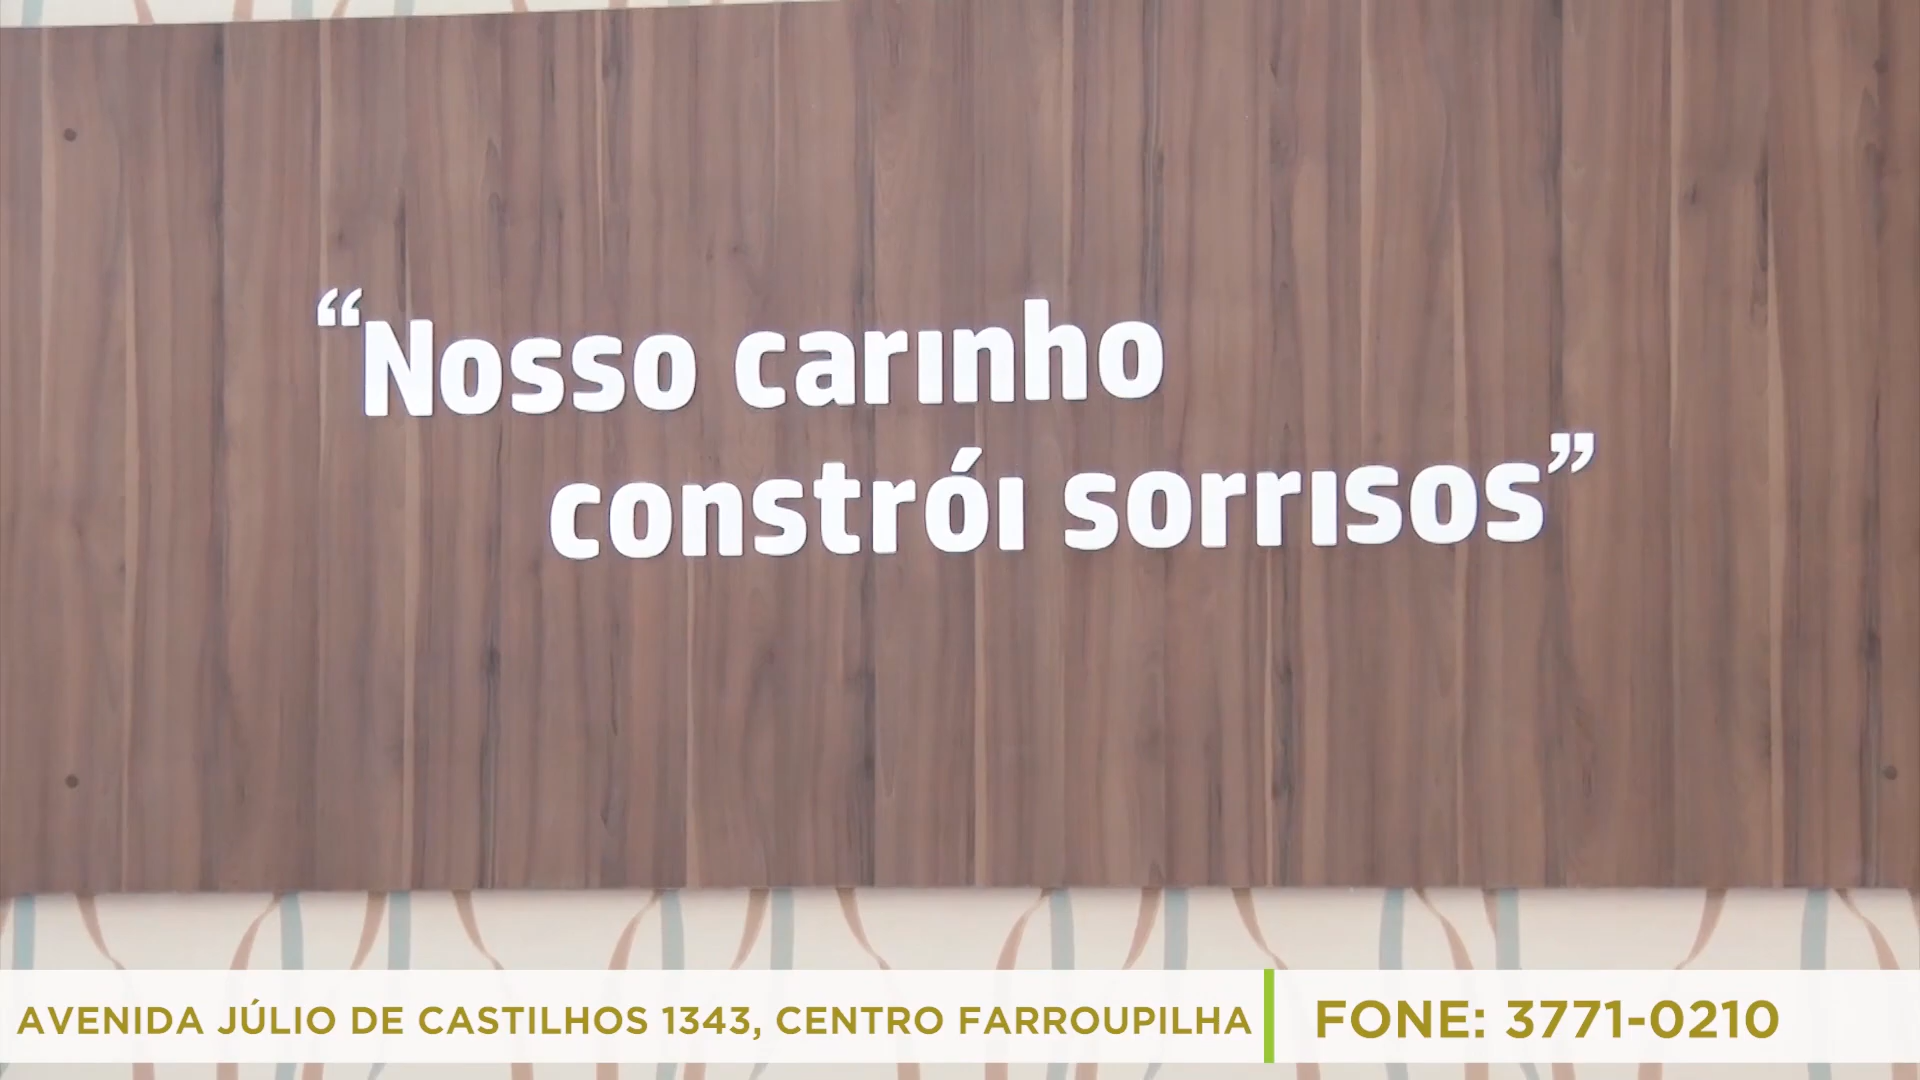 “Nosso carinho
constrói sorrisos”
AVENIDA JÚLIO DE CASTILHOS 1343, CENTRO FARROUPILHA
FONE: 3771-0210